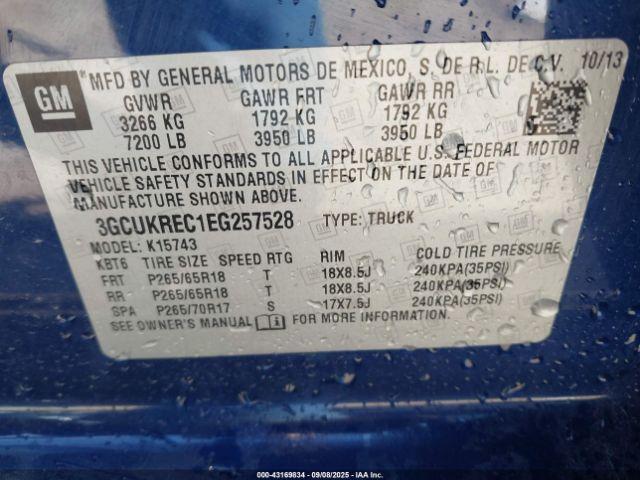 GM
MFD BY GENERAL MOTORS DE MEXICO, S. DE R.L. DE C.V. 10/13
GVWR GAWR FRT GAWR RR
3266 KG 1792 KG 1792 KG
7200 LB 3950 LB 3950 LB
THIS VEHICLE CONFORMS TO ALL APPLICABLE U.S. FEDERAL MOTOR
VEHICLE SAFETY STANDARDS IN EFFECT ON THE DATE OF
MANUFACTURE SHOWN ABOVE.
3GCUKREC1EG257528 TYPE: TRUCK
MODEL: K15743
KBT6 TIRE SIZE SPEED RTG RIM COLD TIRE PRESSURE
FRT P265/65R18 T 18X8.5J 240KPA(35PSI)
RR P265/65R18 T 18X8.5J 240KPA(35PSI)
SPA P265/70R17 S 17X7.5J 240KPA(35PSI)
SEE OWNER'S MANUAL FOR MORE INFORMATION
000-43169834 - 09/08/2025 - IAAI.com